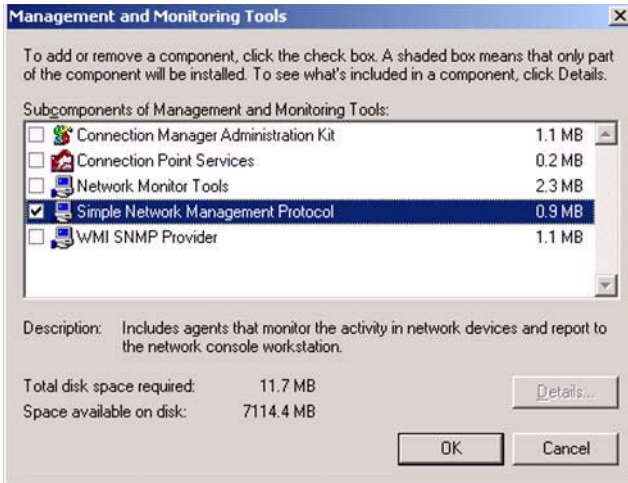 Management and Monitoring Tools
To add or remove a component, click the check box. A shaded box means that only part
of the component will be installed. To see what's included in a component, click Details.
Subcomponents of Management and Monitoring Tools:
Connection Manager Administration Kit 1.1 MB
Connection Point Services 0.2 MB
Network Monitor Tools 2.3 MB
Simple Network Management Protocol 0.9 MB
WMI SNMP Provider 1.1 MB
Description: Includes agents that monitor the activity in network devices and report to
the network console workstation.
Total disk space required: 11.7 MB
Space available on disk: 7114.4 MB
Details...
OK Cancel